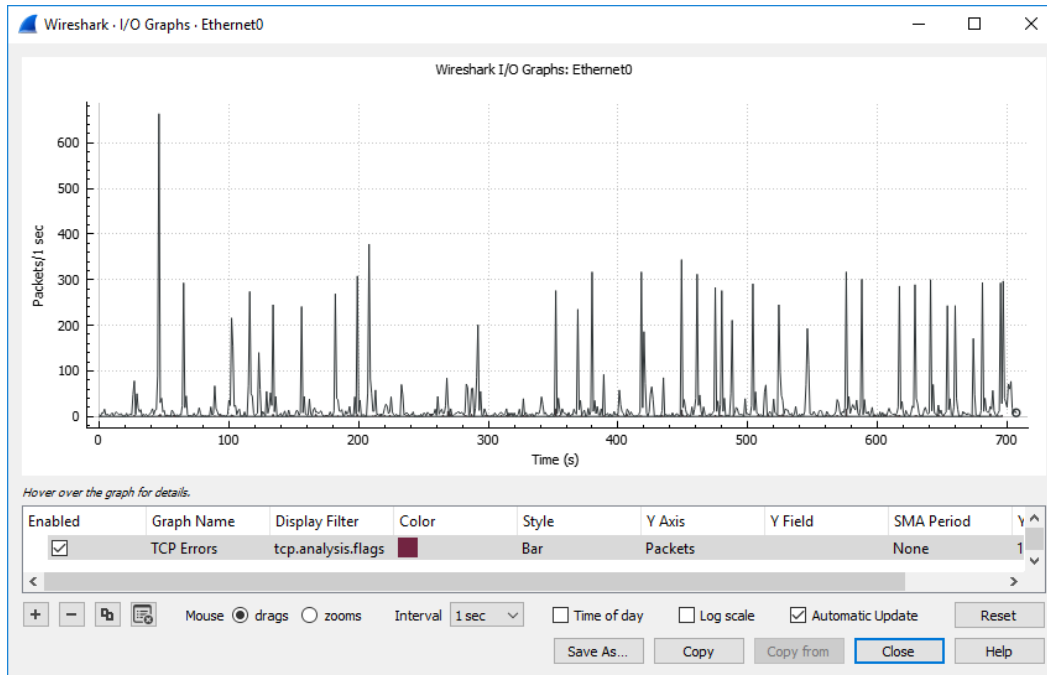 Wireshark · I/O Graphs · Ethernet0
Wireshark I/O Graphs: Ethernet0
600
500
400
300
200
100
0
Packets/1 sec
0 100 200 300 400 500 600 700
Time (s)
Hover over the graph for details.
Enabled Graph Name Display Filter Color Style Y Axis Y Field SMA Period Y
TCP Errors tcp.analysis.flags Bar Packets None 1
Mouse drags zooms Interval 1 sec Time of day Log scale Automatic Update Reset
Save As... Copy Copy from Close Help